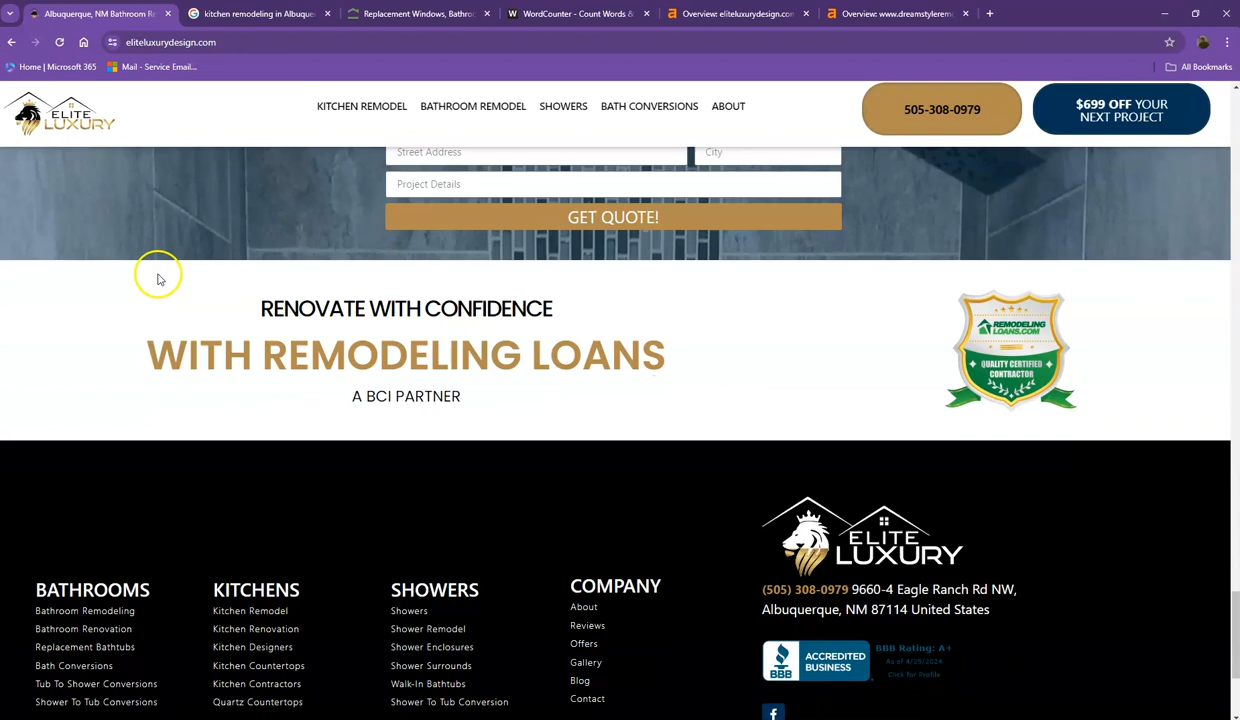 Albuquerque, NM Bathroom Re
kitchen remodeling in Albuque
Replacement Windows, Bathro
WordCounter - Count Words &
Overview: eliteluxurydesign.com
Overview: www.dreamstylerem
eliteluxurydesign.com
Home | Microsoft 365
Mail - Service Email...
All Bookmarks
ELITE
LUXURY
KITCHEN REMODEL
BATHROOM REMODEL
SHOWERS
BATH CONVERSIONS
ABOUT
505-308-0979
$699 OFF YOUR
NEXT PROJECT
Street Address
City
Project Details
GET QUOTE!
RENOVATE WITH CONFIDENCE
WITH REMODELING LOANS
A BCI PARTNER
REMODELING
LOANS.COM
QUALITY CERTIFIED
CONTRACTOR
ELITE
LUXURY
(505) 308-0979 9660-4 Eagle Ranch Rd NW,
Albuquerque, NM 87114 United States
BATHROOMS
Bathroom Remodeling
Bathroom Renovation
Replacement Bathtubs
Bath Conversions
Tub To Shower Conversions
Shower To Tub Conversions
KITCHENS
Kitchen Remodel
Kitchen Renovation
Kitchen Designers
Kitchen Countertops
Kitchen Contractors
Quartz Countertops
SHOWERS
Showers
Shower Remodel
Shower Enclosures
Shower Surrounds
Walk-In Bathtubs
Shower To Tub Conversion
COMPANY
About
Reviews
Offers
Gallery
Blog
Contact
BBB
ACCREDITED
BUSINESS
BBB Rating: A+
As of 4/29/2024
Click for Profile